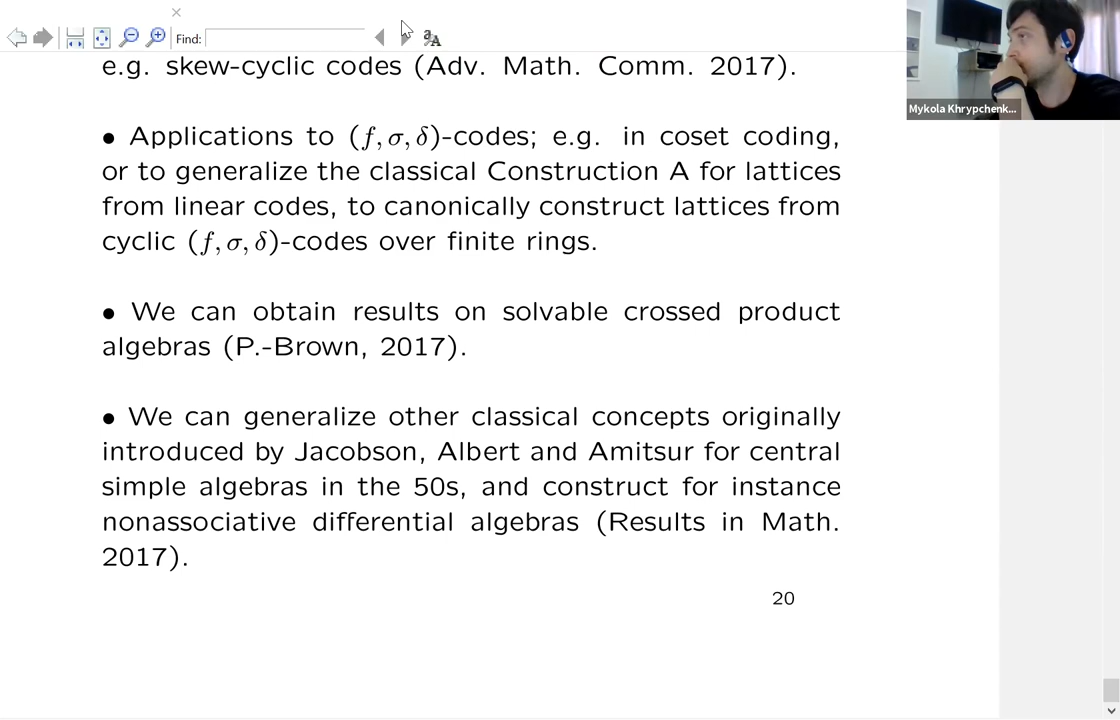 Find:
Mykola Khrypchenk...
e.g. skew-cyclic codes (Adv. Math. Comm. 2017).
• Applications to (f, σ, δ)-codes; e.g. in coset coding,
or to generalize the classical Construction A for lattices
from linear codes, to canonically construct lattices from
cyclic (f, σ, δ)-codes over finite rings.
• We can obtain results on solvable crossed product
algebras (P.-Brown, 2017).
• We can generalize other classical concepts originally
introduced by Jacobson, Albert and Amitsur for central
simple algebras in the 50s, and construct for instance
nonassociative differential algebras (Results in Math.
2017).
20